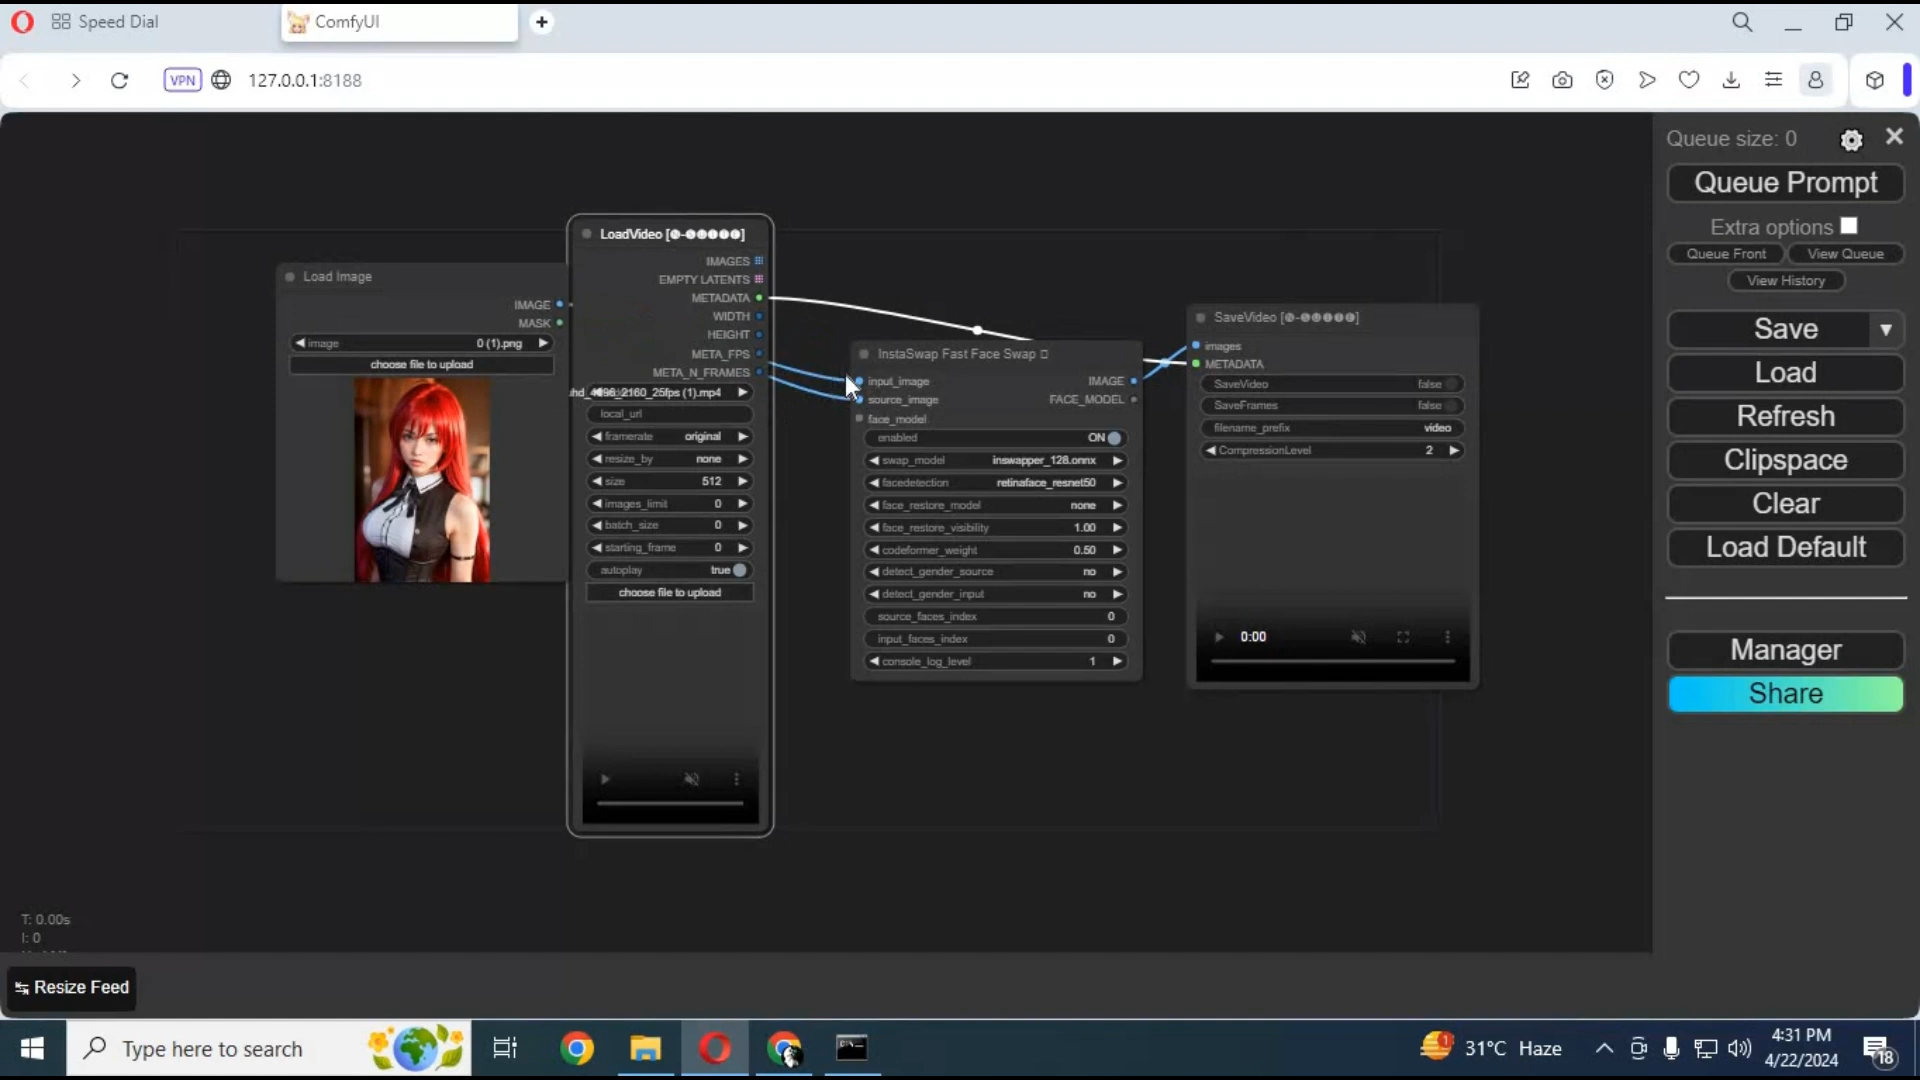 Speed Dial
ComfyUI
VPN
127.0.0.1:8188
Queue size: 0
Queue Prompt
Extra options
Queue Front
View Queue
View History
Save
Load
Refresh
Clipspace
Clear
Load Default
Manager
Share
Load Image
IMAGE
MASK
image
0 (1).png
choose file to upload
LoadVideo
IMAGES
EMPTY LATENTS
METADATA
WIDTH
HEIGHT
META_FPS
META_N_FRAMES
2160_25fps (1).mp4
local_url
framerate original
resize_by none
size 512
images_limit 0
batch_size 0
starting_frame 0
autoplay true
choose file to upload
InstaSwap Fast Face Swap
input_image IMAGE
source_image FACE_MODEL
face_model
enabled ON
swap_model inswapper_128.onnx
facedetection retinaface_resnet50
face_restore_model none
face_restore_visibility 1.00
codeformer_weight 0.50
detect_gender_source no
detect_gender_input no
source_faces_index 0
input_faces_index 0
console_log_level 1
SaveVideo
images
METADATA
SaveVideo false
SaveFrames false
filename_prefix video
CompressionLevel 2
0:00
T: 0.00s
I: 0
Resize Feed
Type here to search
1
31°C Haze
4:31 PM
4/22/2024
18